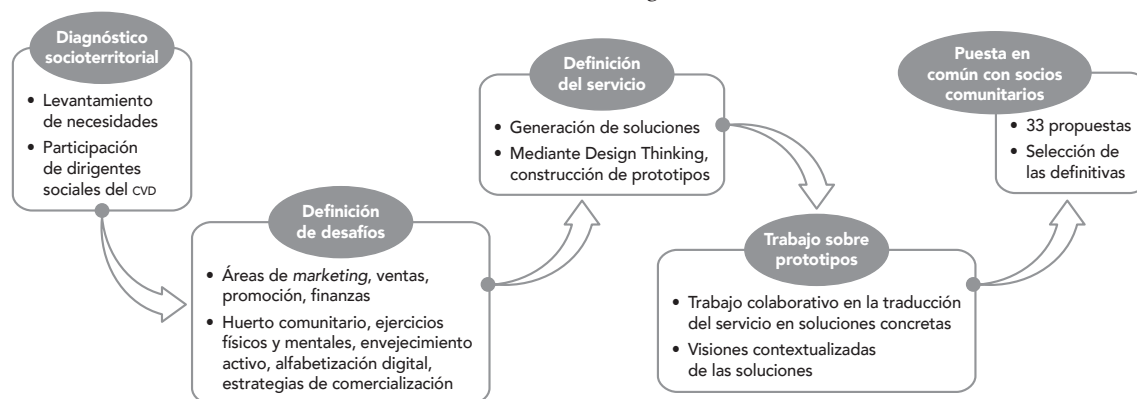 Diagnóstico
socioterritorial
• Levantamiento
de necesidades
• Participación
de dirigentes
sociales del CVD
Definición
de desafíos
• Áreas de marketing, ventas,
promoción, finanzas
• Huerto comunitario, ejercicios
físicos y mentales, envejecimiento
activo, alfabetización digital,
estrategias de comercialización
Definición
del servicio
• Generación de soluciones
• Mediante Design Thinking,
construcción de prototipos
Trabajo sobre
prototipos
• Trabajo colaborativo en la traducción
del servicio en soluciones concretas
• Visiones contextualizadas
de las soluciones
Puesta en
común con socios
comunitarios
• 33 propuestas
• Selección de
las definitivas